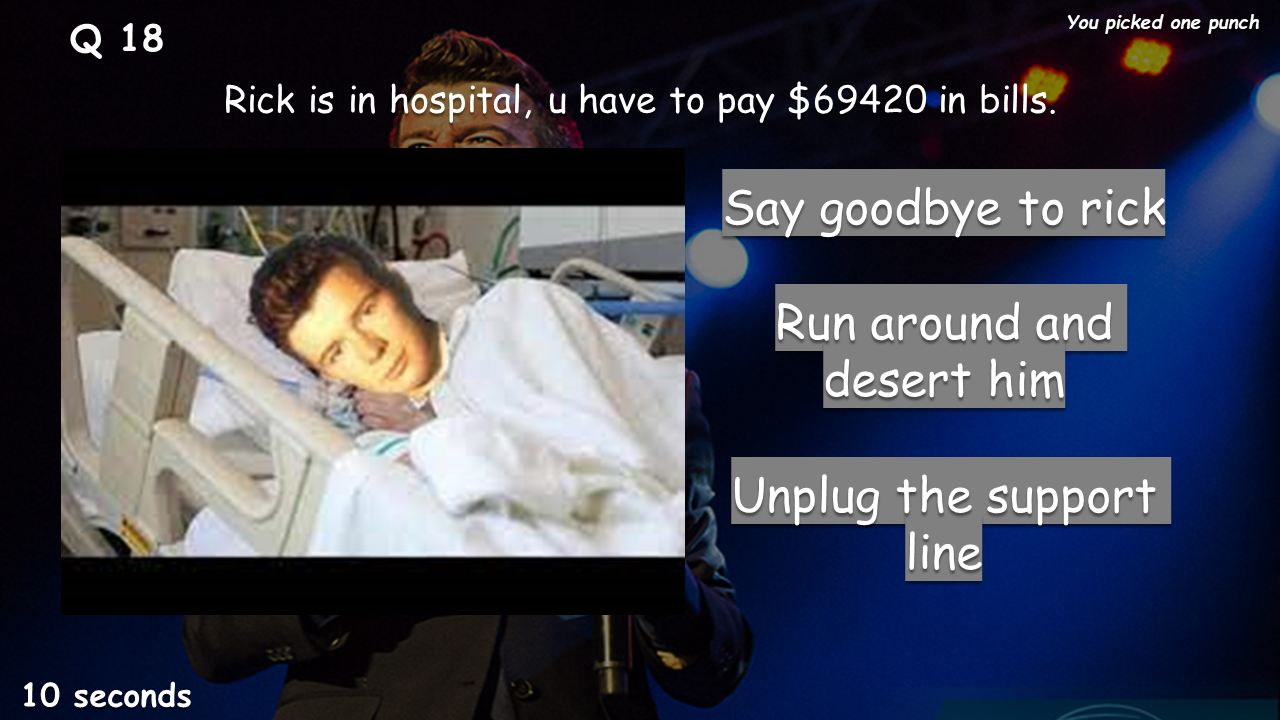 Q 18
You picked one punch
Rick is in hospital, u have to pay $69420 in bills.
Say goodbye to rick
Run around and
desert him
Unplug the support
line
10 seconds